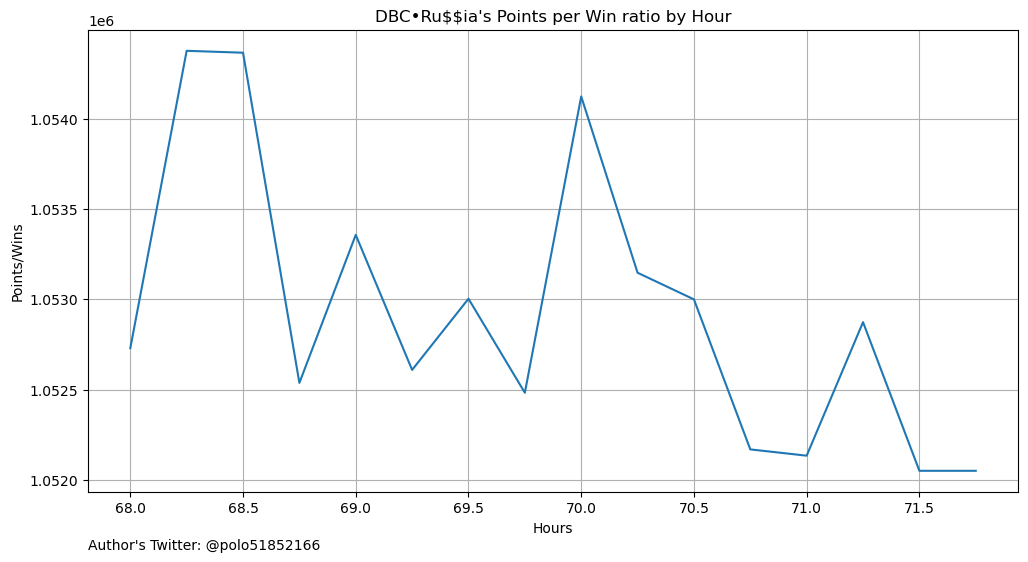 DBC•Ru$$ia's Points per Win ratio by Hour
1e6
1.0540
1.0535
1.0530
1.0525
1.0520
Points/Wins
68.0 68.5 69.0 69.5 70.0 70.5 71.0 71.5
Hours
Author's Twitter: @polo51852166